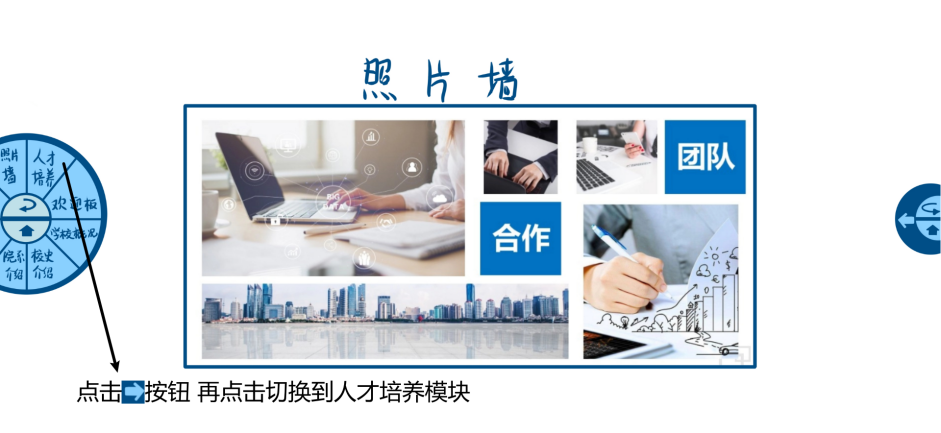 照片墙
照片墙
人才培养
欢迎板
学校概况
院系介绍
校史介绍
BIG DATA
团队
合作
点击按钮 再点击切换到人才培养模块